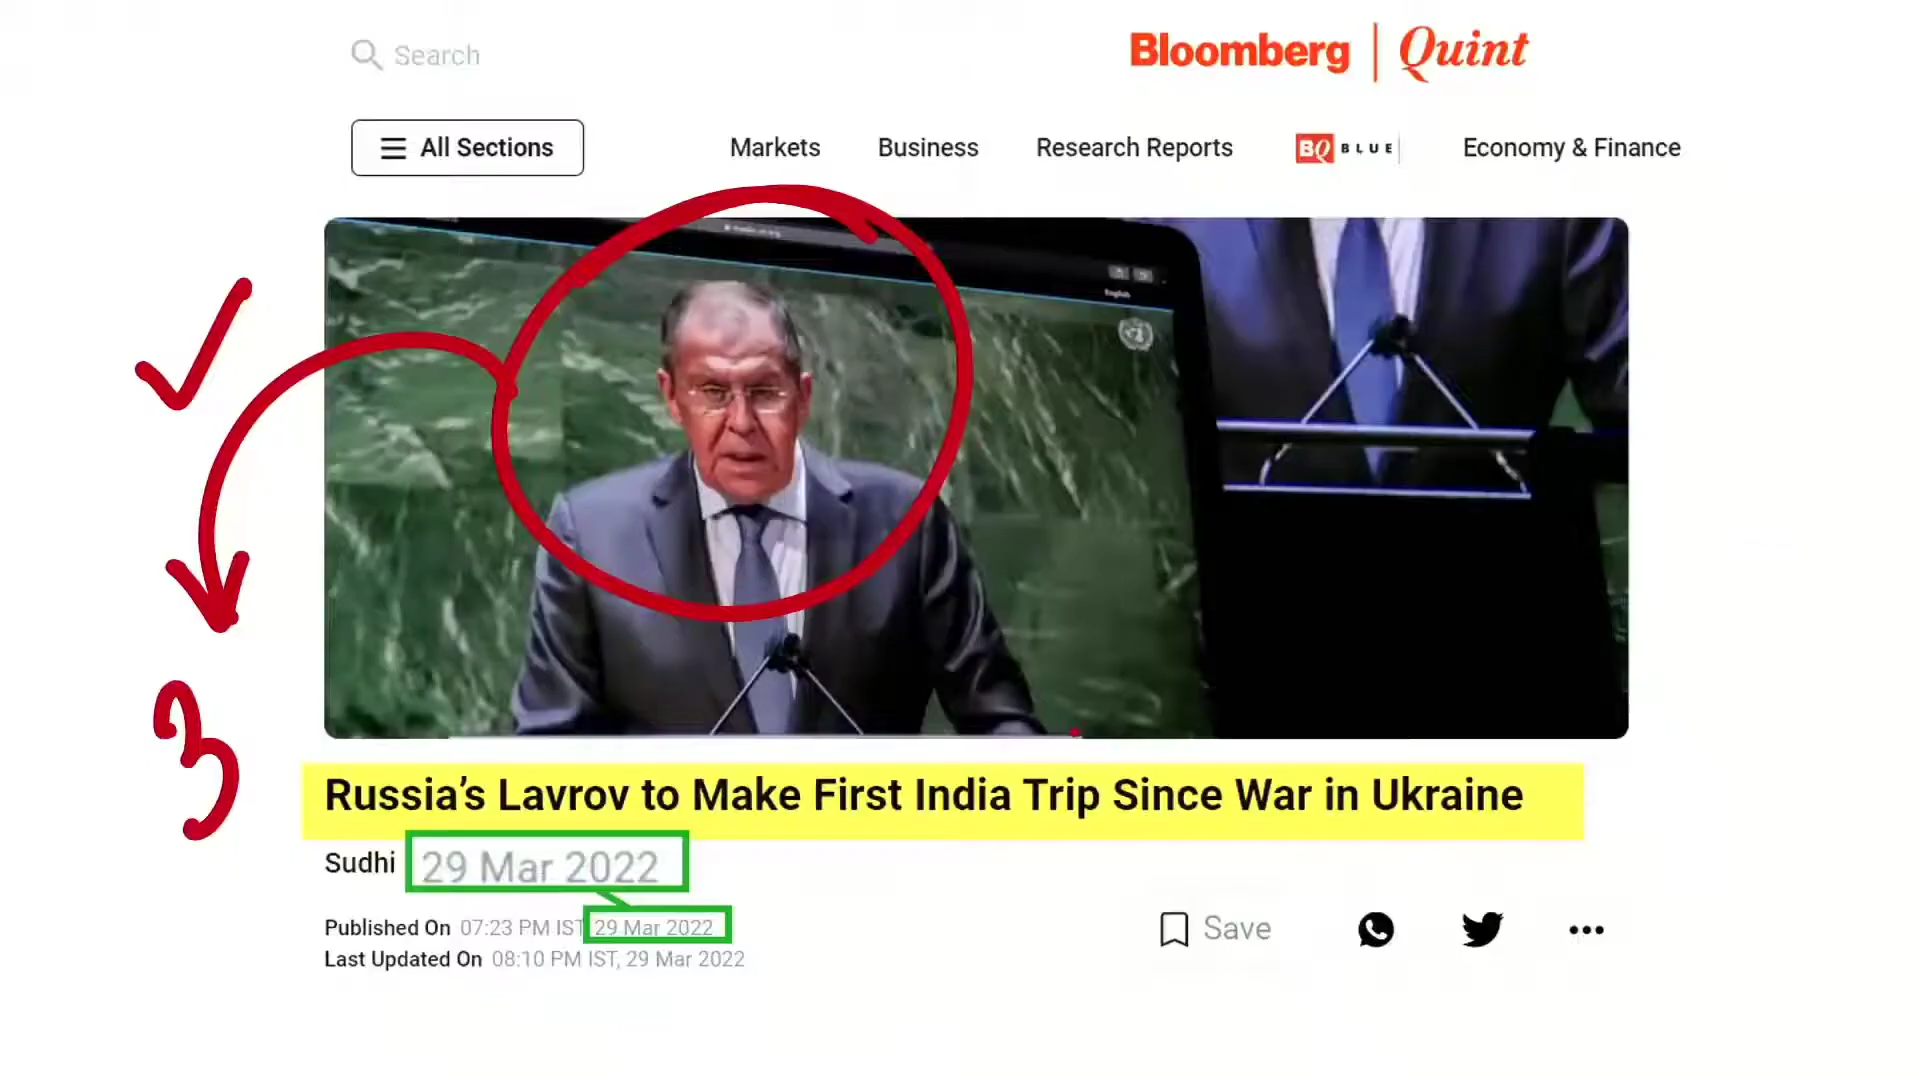 Search
Bloomberg | Quint
All Sections
Markets
Business
Research Reports
BQ BLUE
Economy & Finance
English
3
Russia's Lavrov to Make First India Trip Since War in Ukraine
Sudhi
29 Mar 2022
Published On 07:23 PM IST 29 Mar 2022
Save
Last Updated On 08:10 PM IST, 29 Mar 2022